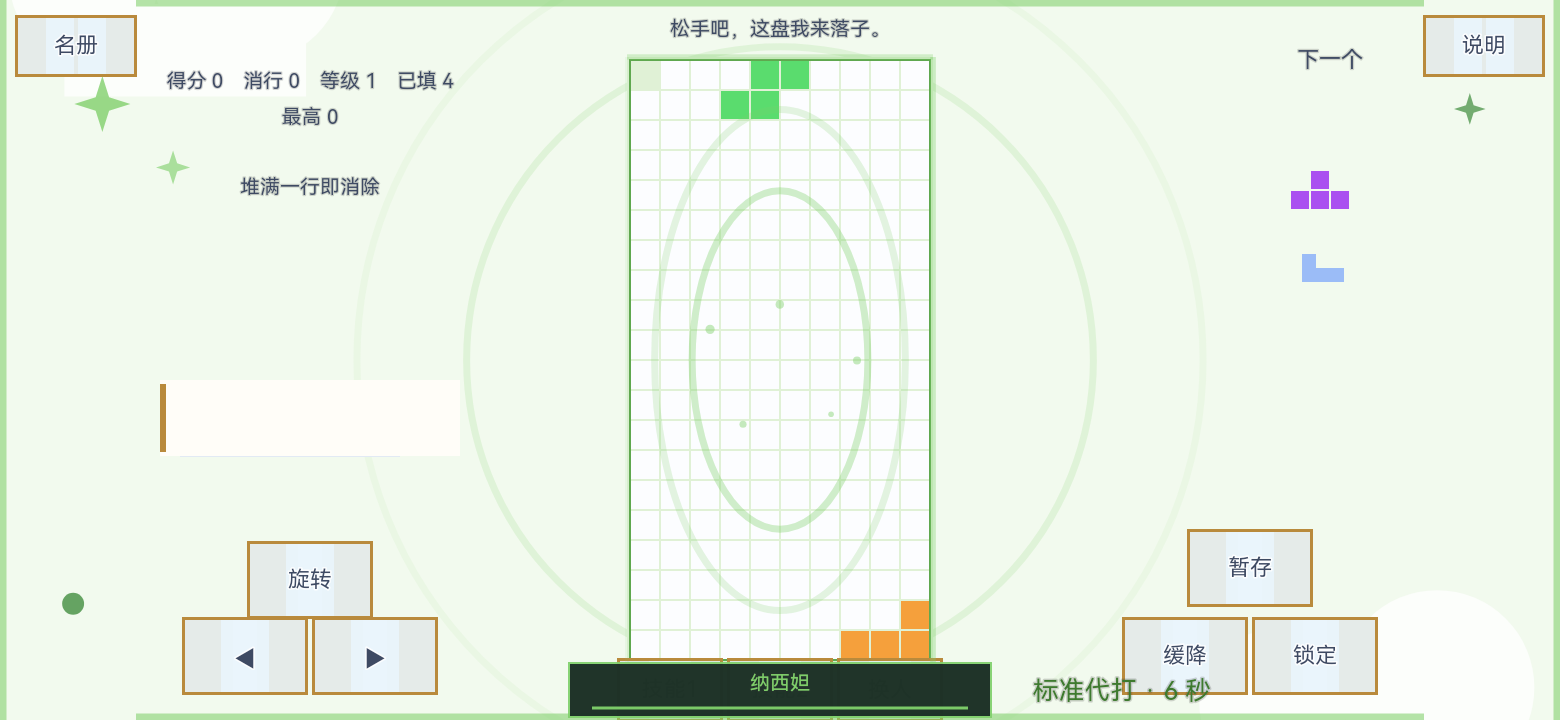 名册
松手吧，这盘我来落子。
说明
得分 0 消行 0 等级 1 已填 4
最高 0
下一个
堆满一行即消除
旋转
暂存
◀ ▶
缓降 锁定
纳西妲
标准代打 · 6 秒